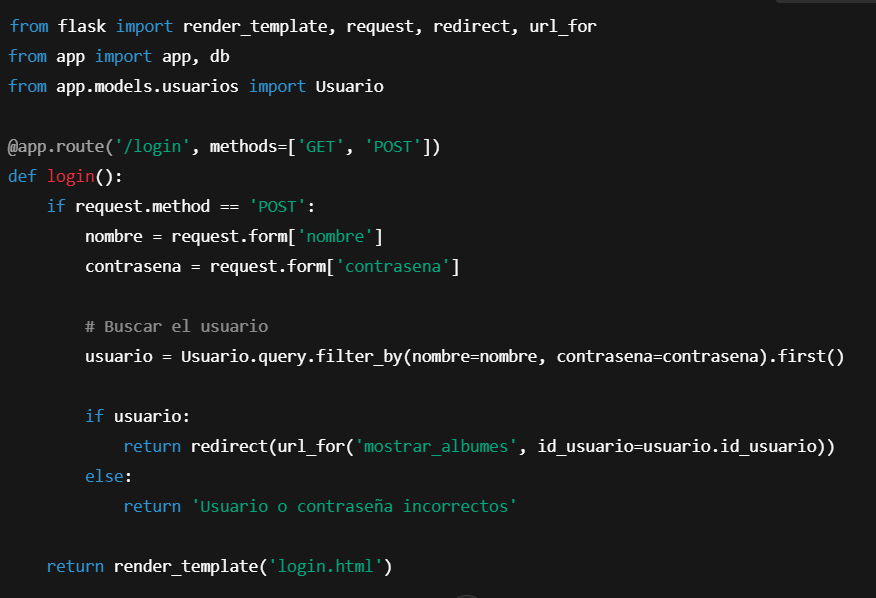 from flask import render_template, request, redirect, url_for
from app import app, db
from app.models.usuarios import Usuario

@app.route('/login', methods=['GET', 'POST'])
def login():
    if request.method == 'POST':
        nombre = request.form['nombre']
        contrasena = request.form['contrasena']

        # Buscar el usuario
        usuario = Usuario.query.filter_by(nombre=nombre, contrasena=contrasena).first()

        if usuario:
            return redirect(url_for('mostrar_albumes', id_usuario=usuario.id_usuario))
        else:
            return 'Usuario o contraseña incorrectos'

    return render_template('login.html')